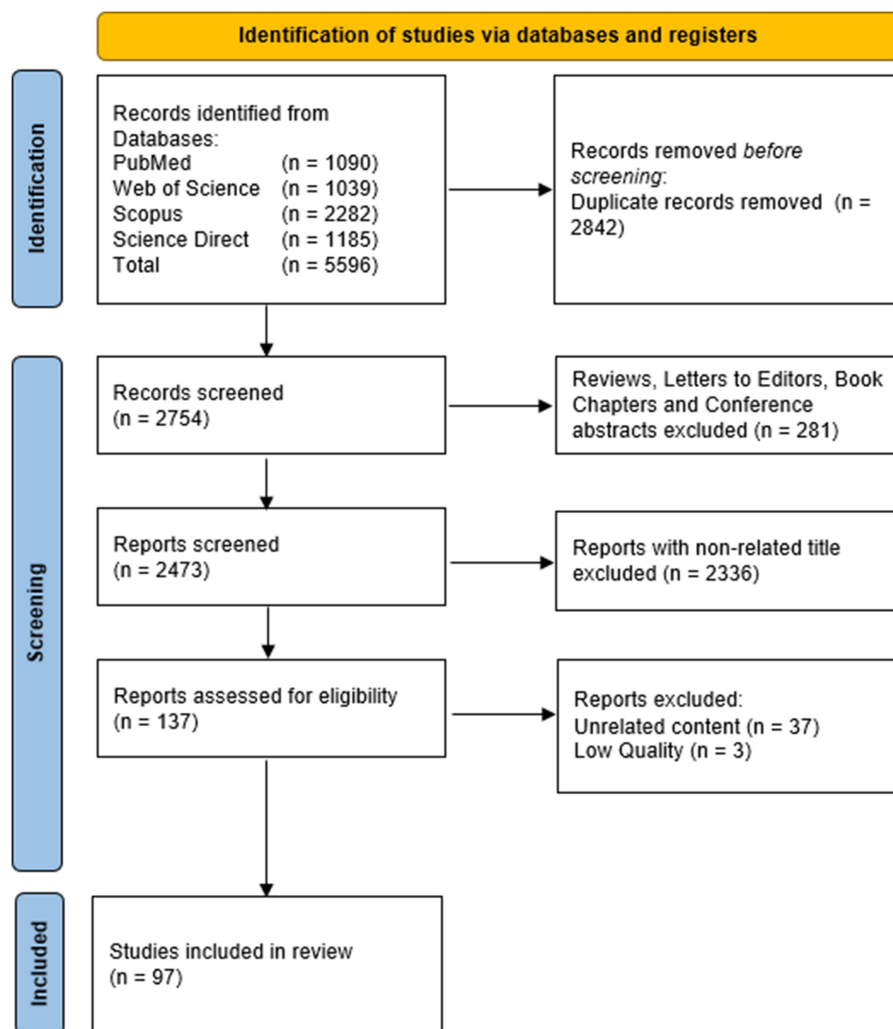 Identification of studies via databases and registers
Identification
Records identified from
Databases:
PubMed (n = 1090)
Web of Science (n = 1039)
Scopus (n = 2282)
Science Direct (n = 1185)
Total (n = 5596)
Records removed before
screening:
Duplicate records removed (n =
2842)
Screening
Records screened
(n = 2754)
Reviews, Letters to Editors, Book
Chapters and Conference
abstracts excluded (n = 281)
Reports screened
(n = 2473)
Reports with non-related title
excluded (n = 2336)
Reports assessed for eligibility
(n = 137)
Reports excluded:
Unrelated content (n = 37)
Low Quality (n = 3)
Included
Studies included in review
(n = 97)